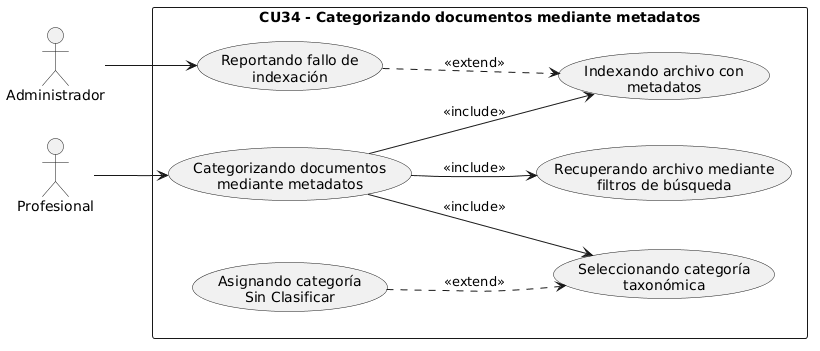 CU34 - Categorizando documentos mediante metadatos
Administrador
Reportando fallo de
indexación
«extend»
Indexando archivo con
metadatos
«include»
Profesional
Categorizando documentos
mediante metadatos
«include»
Recuperando archivo mediante
filtros de búsqueda
«include»
Seleccionando categoría
taxonómica
Asignando categoría
Sin Clasificar
«extend»